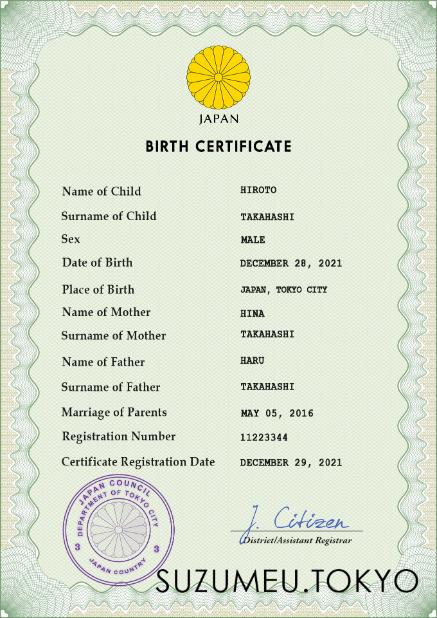 JAPAN
BIRTH CERTIFICATE
Name of Child HIROTO
Surname of Child TAKAHASHI
Sex MALE
Date of Birth DECEMBER 28, 2021
Place of Birth JAPAN, TOKYO CITY
Name of Mother HINA
Surname of Mother TAKAHASHI
Name of Father HARU
Surname of Father TAKAHASHI
Marriage of Parents MAY 05, 2016
Registration Number 11223344
Certificate Registration Date DECEMBER 29, 2021
JAPAN COUNCIL
DEPARTMENT OF TOKYO CITY
3 3
JAPAN COUNTRY
J. Citizen
District/Assistant Registrar
SUZUMEU.TOKYO